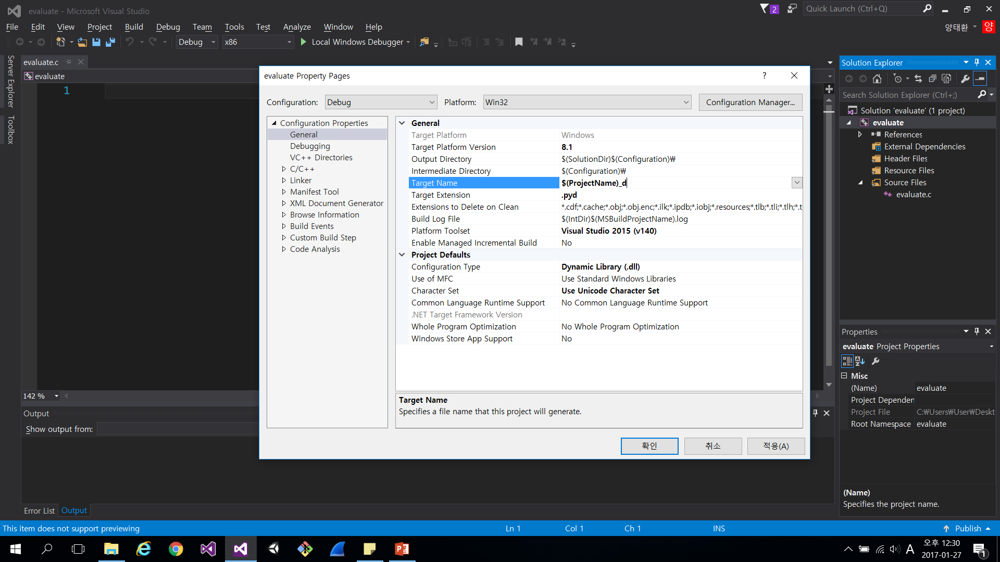 evaluate - Microsoft Visual Studio
2
Quick Launch (Ctrl+Q)
File Edit View Project Build Debug Team Tools Test Analyze Window Help
양태환
양
Debug x86 Local Windows Debugger
Server Explorer
Toolbox
evaluate.c
evaluate
1
142 %
Output
Show output from:
Error List Output
evaluate Property Pages
?
Configuration: Debug Platform: Win32 Configuration Manager...
Configuration Properties
General
Debugging
VC++ Directories
C/C++
Linker
Manifest Tool
XML Document Generator
Browse Information
Build Events
Custom Build Step
Code Analysis
General
Target Platform Windows
Target Platform Version 8.1
Output Directory $(SolutionDir)$(Configuration)₩
Intermediate Directory $(Configuration)₩
Target Name $(ProjectName)_d
Target Extension .pyd
Extensions to Delete on Clean *.cdf;*.cache;*.obj;*.obj.enc;*.ilk;*.ipdb;*.iobj;*.resources;*.tlb;*.tli;*.tlh;*.t
Build Log File $(IntDir)$(MSBuildProjectName).log
Platform Toolset Visual Studio 2015 (v140)
Enable Managed Incremental Build No
Project Defaults
Configuration Type Dynamic Library (.dll)
Use of MFC Use Standard Windows Libraries
Character Set Use Unicode Character Set
Common Language Runtime Support No Common Language Runtime Support
.NET Target Framework Version
Whole Program Optimization No Whole Program Optimization
Windows Store App Support No
Target Name
Specifies a file name that this project will generate.
확인 취소 적용(A)
Solution Explorer
Search Solution Explorer (Ctrl+;)
Solution 'evaluate' (1 project)
evaluate
References
External Dependencies
Header Files
Resource Files
Source Files
evaluate.c
Properties
evaluate Project Properties
Misc
(Name) evaluate
Project Dependen
Project File C:₩Users₩User₩Deskt
Root Namespace evaluate
(Name)
Specifies the project name.
This item does not support previewing Ln 1 Col 1 Ch 1 INS Publish
A
오후 12:30
2017-01-27
1